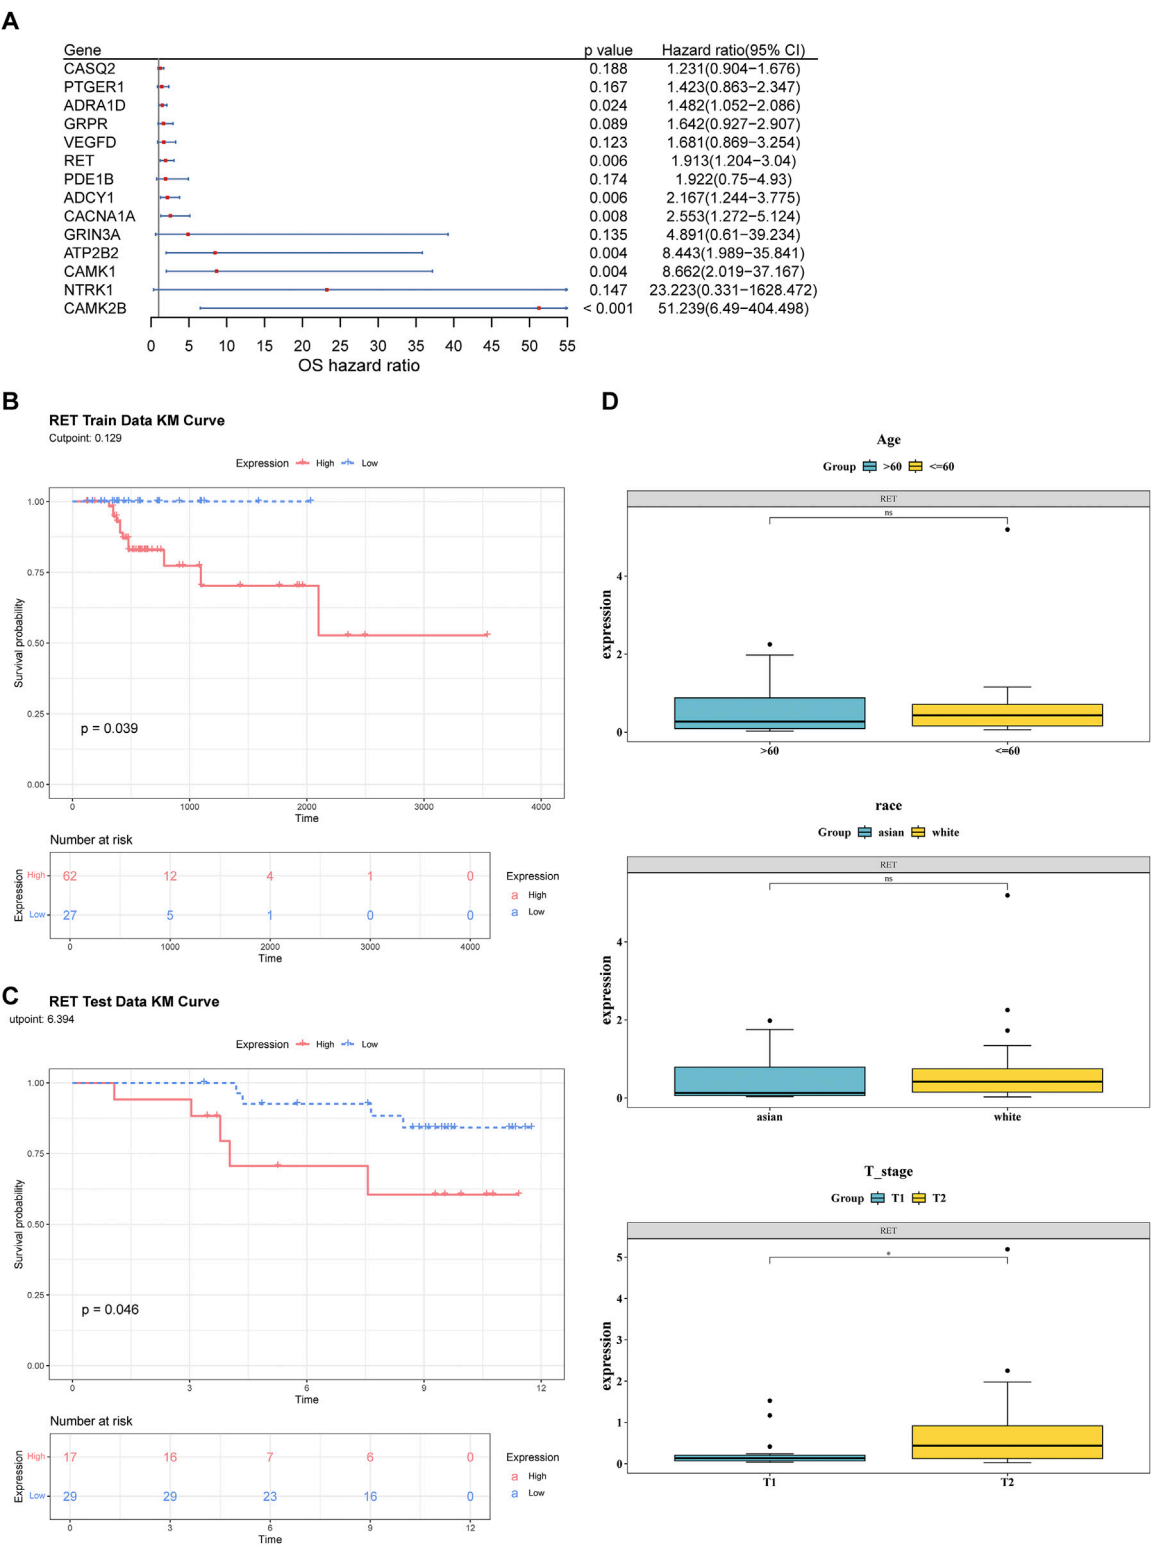 A
Gene p value Hazard ratio(95% CI)
CASQ2 0.188 1.231(0.904−1.676)
PTGER1 0.167 1.423(0.863−2.347)
ADRA1D 0.024 1.482(1.052−2.086)
GRPR 0.089 1.642(0.927−2.907)
VEGFD 0.123 1.681(0.869−3.254)
RET 0.006 1.913(1.204−3.04)
PDE1B 0.174 1.922(0.75−4.93)
ADCY1 0.006 2.167(1.244−3.775)
CACNA1A 0.008 2.553(1.272−5.124)
GRIN3A 0.135 4.891(0.61−39.234)
ATP2B2 0.004 8.443(1.989−35.841)
CAMK1 0.004 8.662(2.019−37.167)
NTRK1 0.147 23.223(0.331−1628.472)
CAMK2B < 0.001 51.239(6.49−404.498)
0 5 10 15 20 25 30 35 40 45 50 55
OS hazard ratio
B
RET Train Data KM Curve
Cutpoint: 0.129
Expression High Low
1.00
0.75
0.50
0.25
0.00
Survival probability
p = 0.039
0 1000 2000 3000 4000
Time
Number at risk
Expression
High 62 12 4 1 0
Low 27 5 1 0 0
0 1000 2000 3000 4000
Time
Expression
a High
a Low
C
RET Test Data KM Curve
utpoint: 6.394
Expression High Low
1.00
0.75
0.50
0.25
0.00
Survival probability
p = 0.046
0 3 6 9 12
Time
Number at risk
Expression
High 17 16 7 6 0
Low 29 29 23 16 0
0 3 6 9 12
Time
Expression
a High
a Low
D
Age
Group >60 <=60
RET
ns
4
2
0
expression
>60 <=60
race
Group asian white
RET
ns
4
2
0
expression
asian white
T_stage
Group T1 T2
RET
*
5
4
3
2
1
0
expression
T1 T2